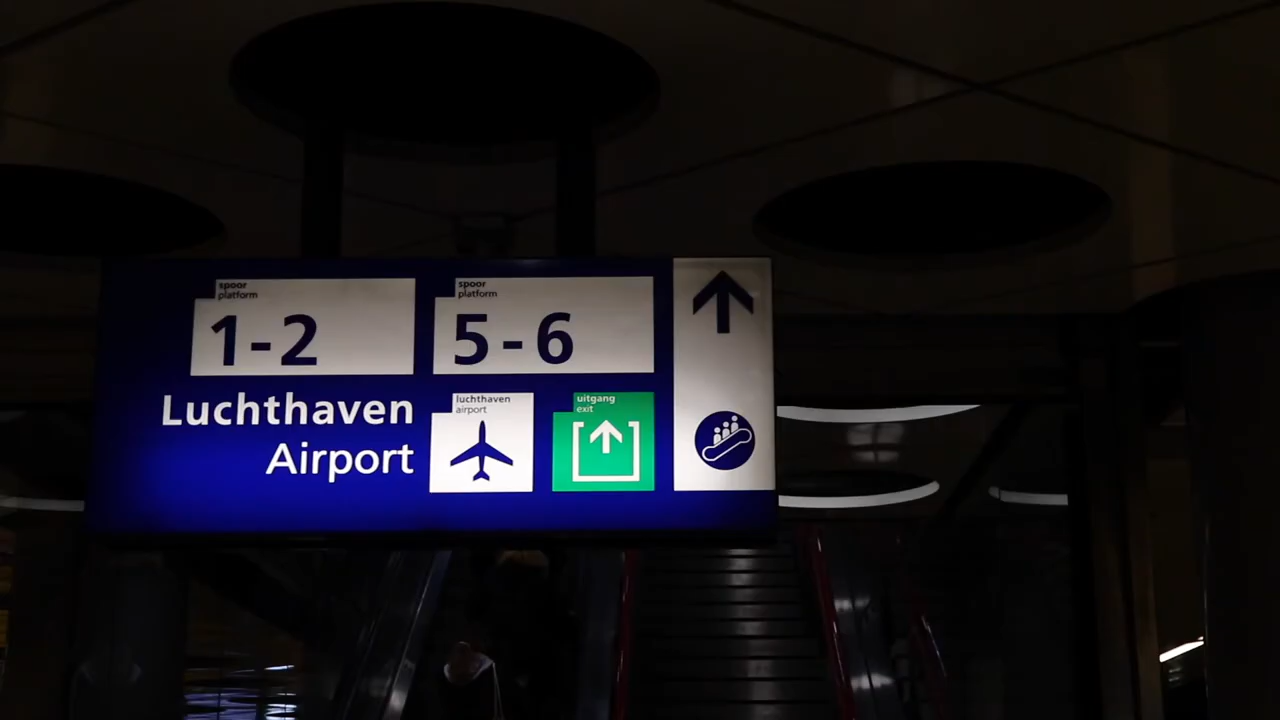 spoor
platform
1-2
spoor
platform
5-6
Luchthaven
Airport
luchthaven
airport
uitgang
exit